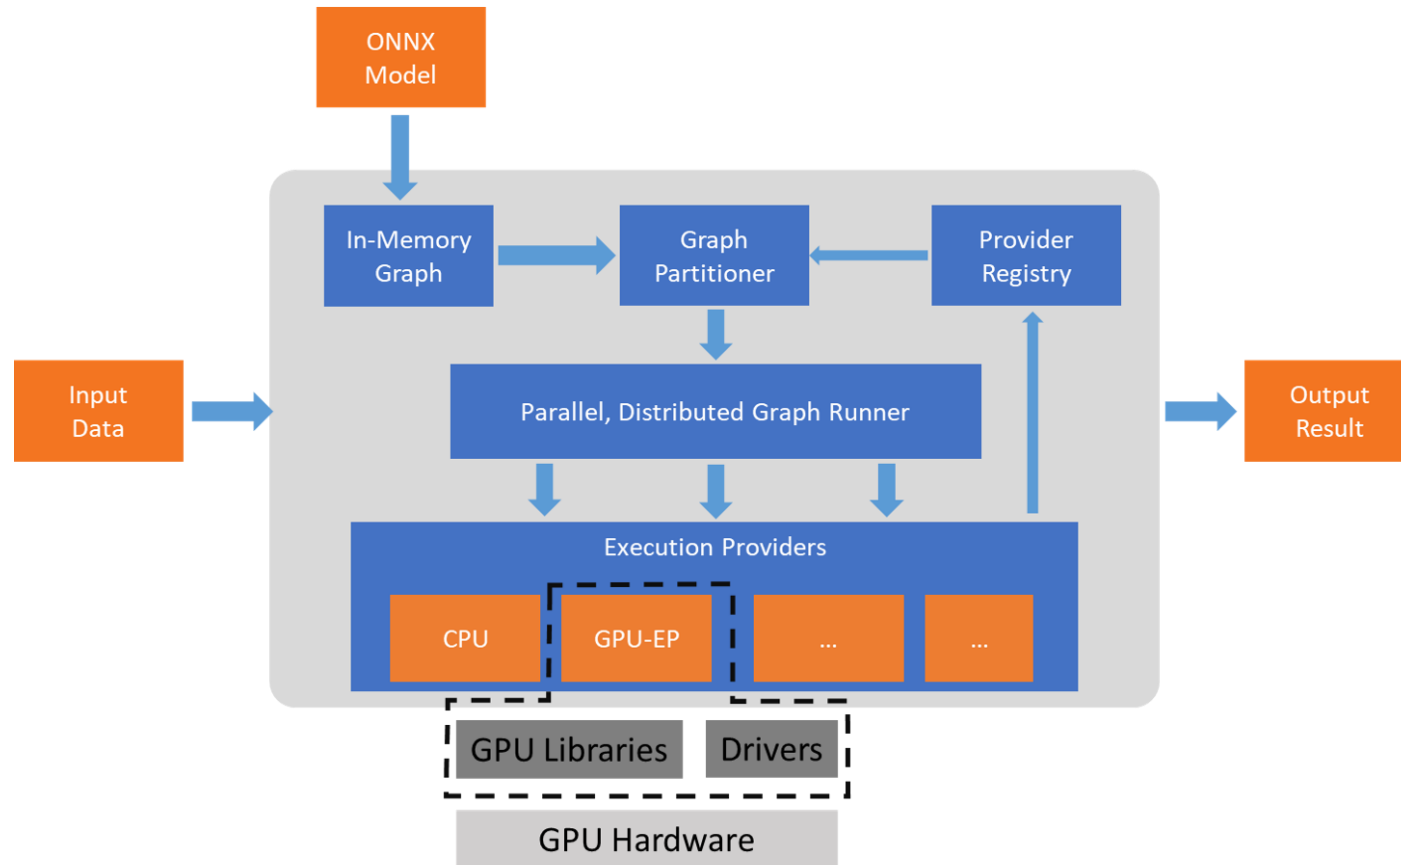 ONNX
Model
In-Memory
Graph
Graph
Partitioner
Provider
Registry
Input
Data
Parallel, Distributed Graph Runner
Output
Result
Execution Providers
CPU
GPU-EP
...
...
GPU Libraries
Drivers
GPU Hardware